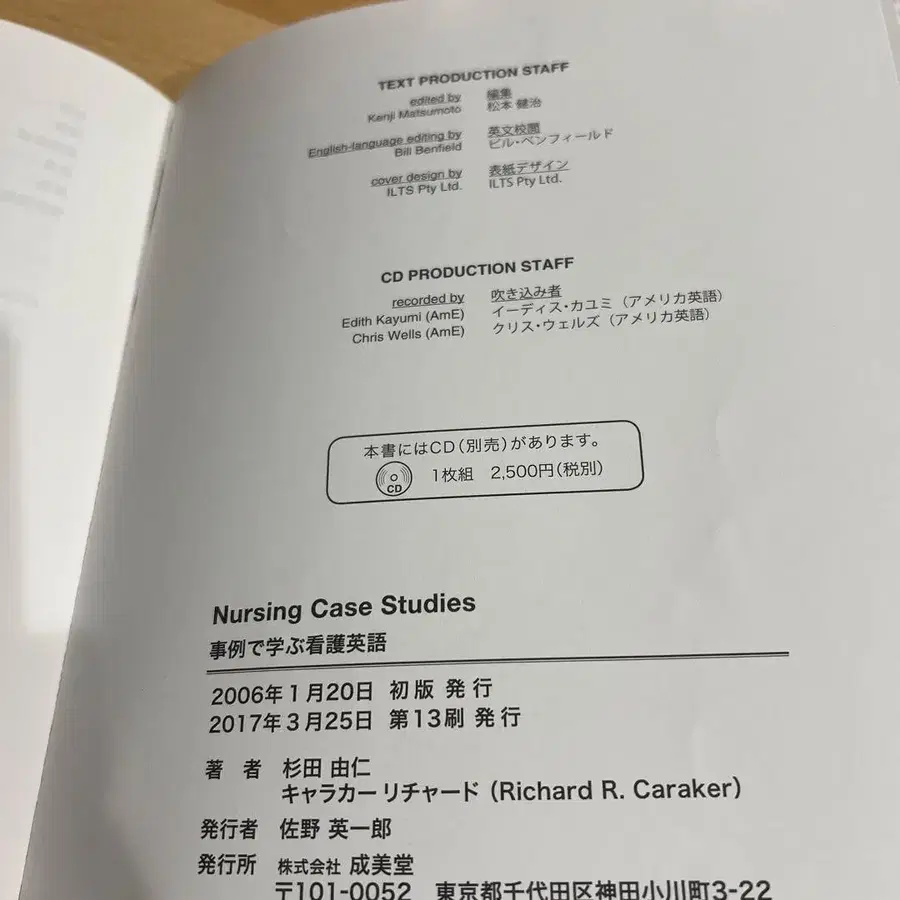 TEXT PRODUCTION STAFF
edited by 編集
Kenji Matsumoto 松本 健治
English-language editing by 英文校閲
Bill Benfield ビル・ベンフィールド
cover design by 表紙デザイン
ILTS Pty Ltd. ILTS Pty Ltd.
CD PRODUCTION STAFF
recorded by 吹き込み者
Edith Kayumi (AmE) イーディス・カユミ（アメリカ英語）
Chris Wells (AmE) クリス・ウェルズ（アメリカ英語）
本書にはCD（別売）があります。
CD 1枚組 2,500円（税別）
Nursing Case Studies
事例で学ぶ看護英語
2006年1月20日 初版 発行
2017年3月25日 第13刷 発行
著 者 杉田 由仁
キャラカー リチャード（Richard R. Caraker）
発行者 佐野 英一郎
発行所 株式会社 成美堂
〒101-0052 東京都千代田区神田小川町3-22